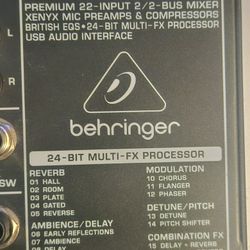 PREMIUM 22-INPUT 2/2-BUS MIXER
XENYX MIC PREAMPS & COMPRESSORS
BRITISH EQS • 24-BIT MULTI-FX PROCESSOR
USB AUDIO INTERFACE
L
R
behringer
24-BIT MULTI-FX PROCESSOR
SW
REVERB
01 HALL
02 ROOM
03 PLATE
04 GATED
05 REVERSE
AMBIENCE/DELAY
06 EARLY REFLECTIONS
07 AMBIENCE
08 DELAY
MODULATION
10 CHORUS
11 FLANGER
12 PHASER
DETUNE/PITCH
13 DETUNE
14 PITCH SHIFTER
COMBINATION FX
15 DELAY + REVERB